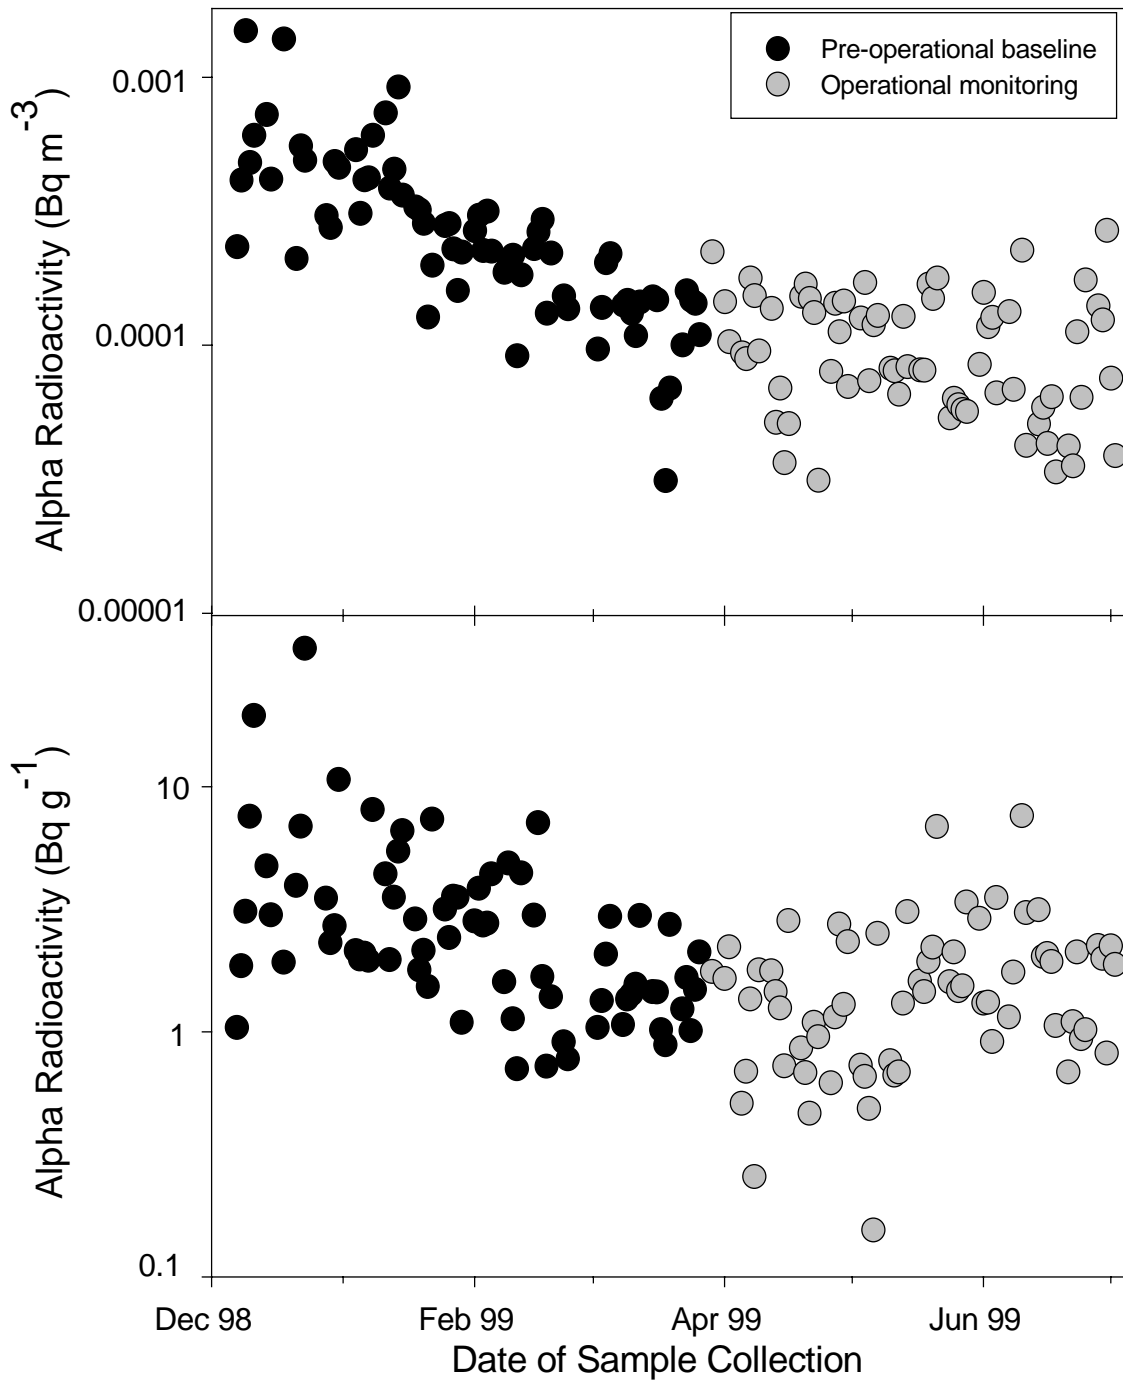 Pre-operational baseline
Operational monitoring
Alpha Radioactivity (Bq m⁻³)
0.001
0.0001
0.00001
Alpha Radioactivity (Bq g⁻¹)
10
1
0.1
Dec 98 Feb 99 Apr 99 Jun 99
Date of Sample Collection